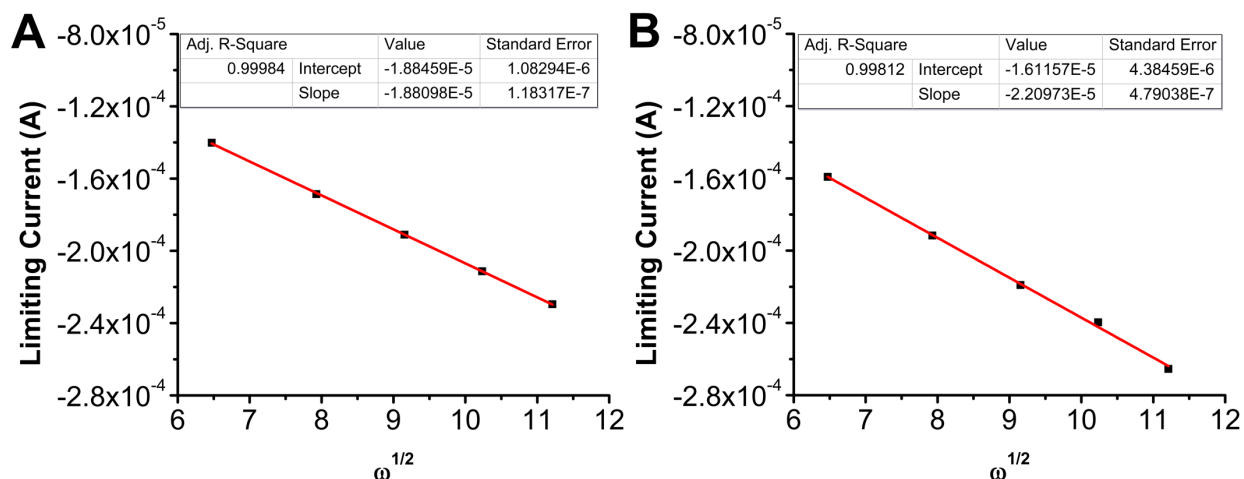 A
B
Limiting Current (A)
-8.0x10⁻⁵
-1.2x10⁻⁴
-1.6x10⁻⁴
-2.0x10⁻⁴
-2.4x10⁻⁴
-2.8x10⁻⁴
Adj. R-Square Value Standard Error
0.99984 Intercept -1.88459E-5 1.08294E-6
Slope -1.88098E-5 1.18317E-7
6 7 8 9 10 11 12
ω^1/2
Limiting Current (A)
-8.0x10⁻⁵
-1.2x10⁻⁴
-1.6x10⁻⁴
-2.0x10⁻⁴
-2.4x10⁻⁴
-2.8x10⁻⁴
Adj. R-Square Value Standard Error
0.99812 Intercept -1.61157E-5 4.38459E-6
Slope -2.20973E-5 4.79038E-7
6 7 8 9 10 11 12
ω^1/2